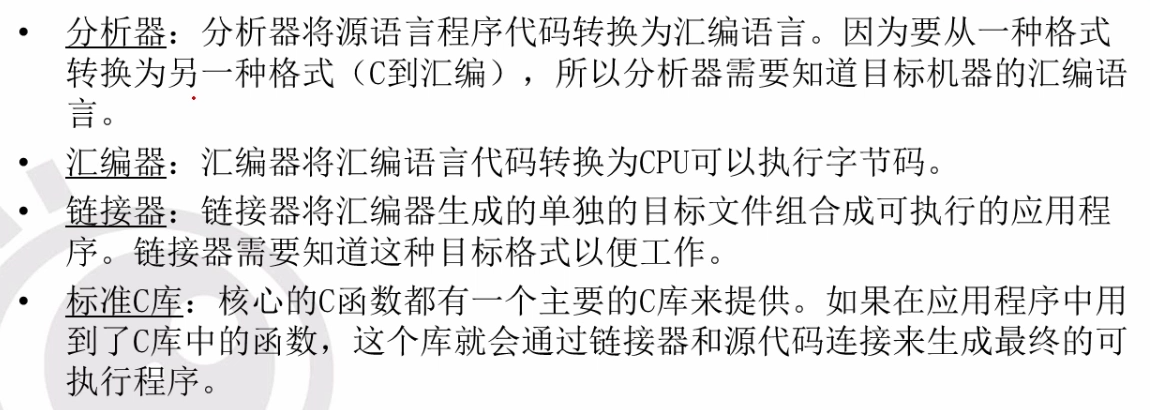 • 分析器：分析器将源语言程序代码转换为汇编语言。因为要从一种格式
转换为另一种格式（C到汇编），所以分析器需要知道目标机器的汇编语
言。
• 汇编器：汇编器将汇编语言代码转换为CPU可以执行字节码。
• 链接器：链接器将汇编器生成的单独的目标文件组合成可执行的应用程
序。链接器需要知道这种目标格式以便工作。
• 标准C库：核心的C函数都有一个主要的C库来提供。如果在应用程序中用
到了C库中的函数，这个库就会通过链接器和源代码连接来生成最终的可
执行程序。